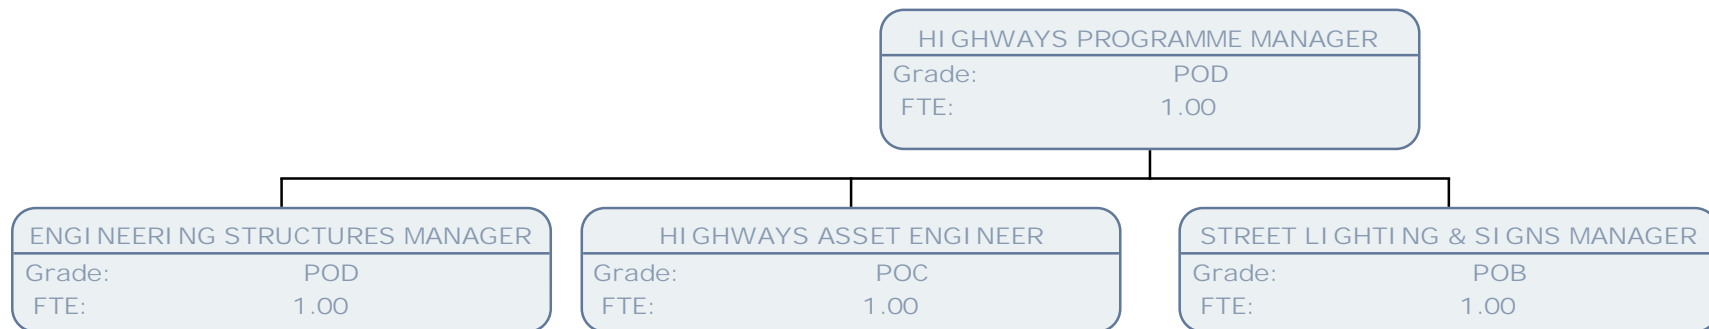 HIGHWAYS PROGRAMME MANAGER
Grade: POD
FTE: 1.00
ENGINEERING STRUCTURES MANAGER
Grade: POD
FTE: 1.00
HIGHWAYS ASSET ENGINEER
Grade: POC
FTE: 1.00
STREET LIGHTING & SIGNS MANAGER
Grade: POB
FTE: 1.00